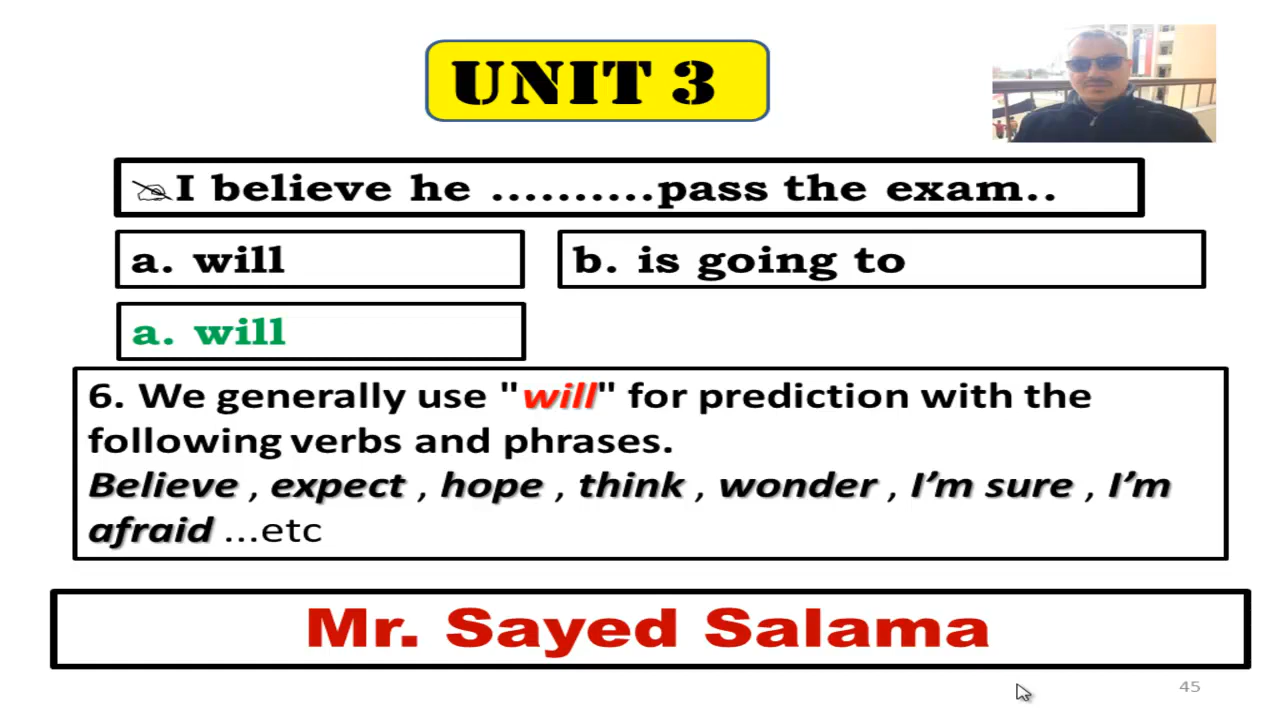 UNIT 3
I believe he ..........pass the exam..
a. will
b. is going to
a. will
6. We generally use "will" for prediction with the
following verbs and phrases.
Believe , expect , hope , think , wonder , I’m sure , I’m
afraid ...etc
Mr. Sayed Salama
45